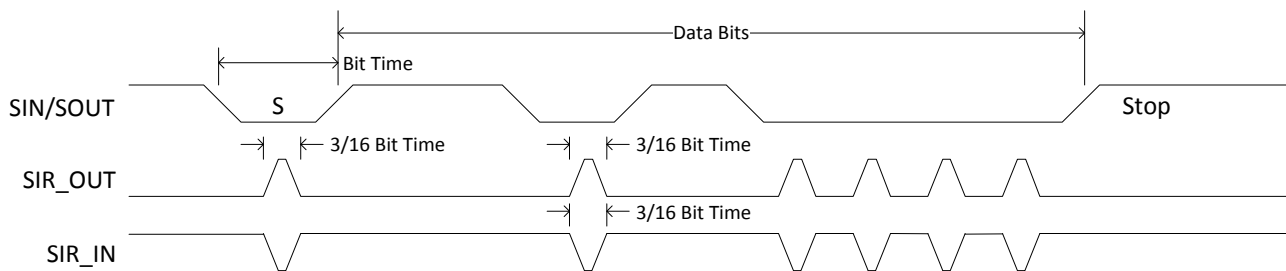 Data Bits
Bit Time
SIN/SOUT
S
Stop
3/16 Bit Time
3/16 Bit Time
SIR_OUT
3/16 Bit Time
SIR_IN